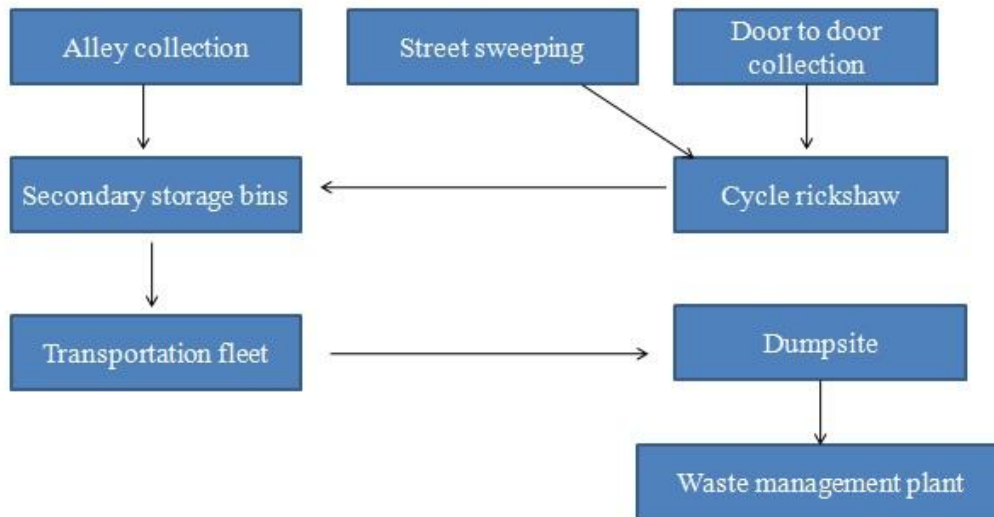 Alley collection
Street sweeping
Door to door
collection
Secondary storage bins
Cycle rickshaw
Transportation fleet
Dumpsite
Waste management plant